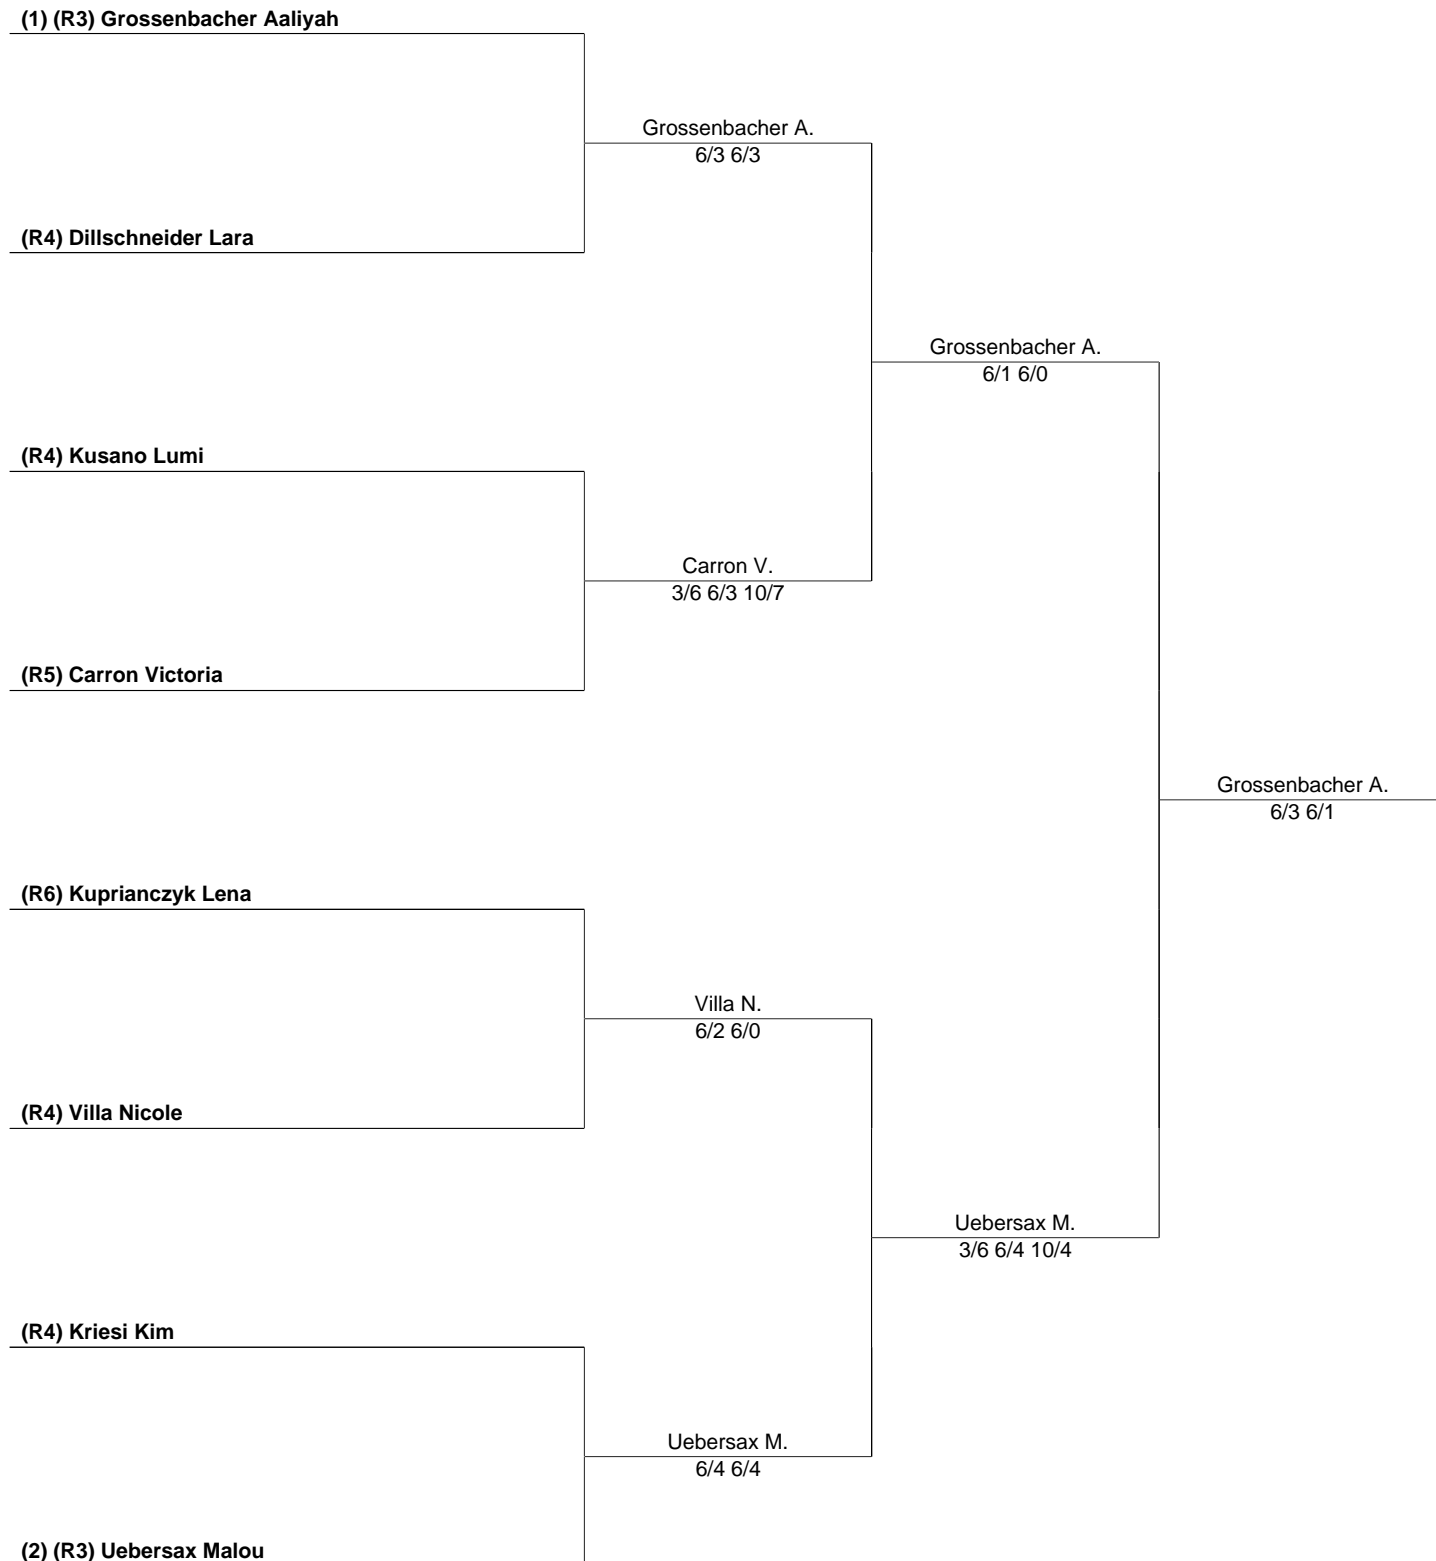 (1) (R3) Grossenbacher Aaliyah
Grossenbacher A.
6/3 6/3
(R4) Dillschneider Lara
Grossenbacher A.
6/1 6/0
(R4) Kusano Lumi
Carron V.
3/6 6/3 10/7
(R5) Carron Victoria
Grossenbacher A.
6/3 6/1
(R6) Kuprianczyk Lena
Villa N.
6/2 6/0
(R4) Villa Nicole
Uebersax M.
3/6 6/4 10/4
(R4) Kriesi Kim
Uebersax M.
6/4 6/4
(2) (R3) Uebersax Malou